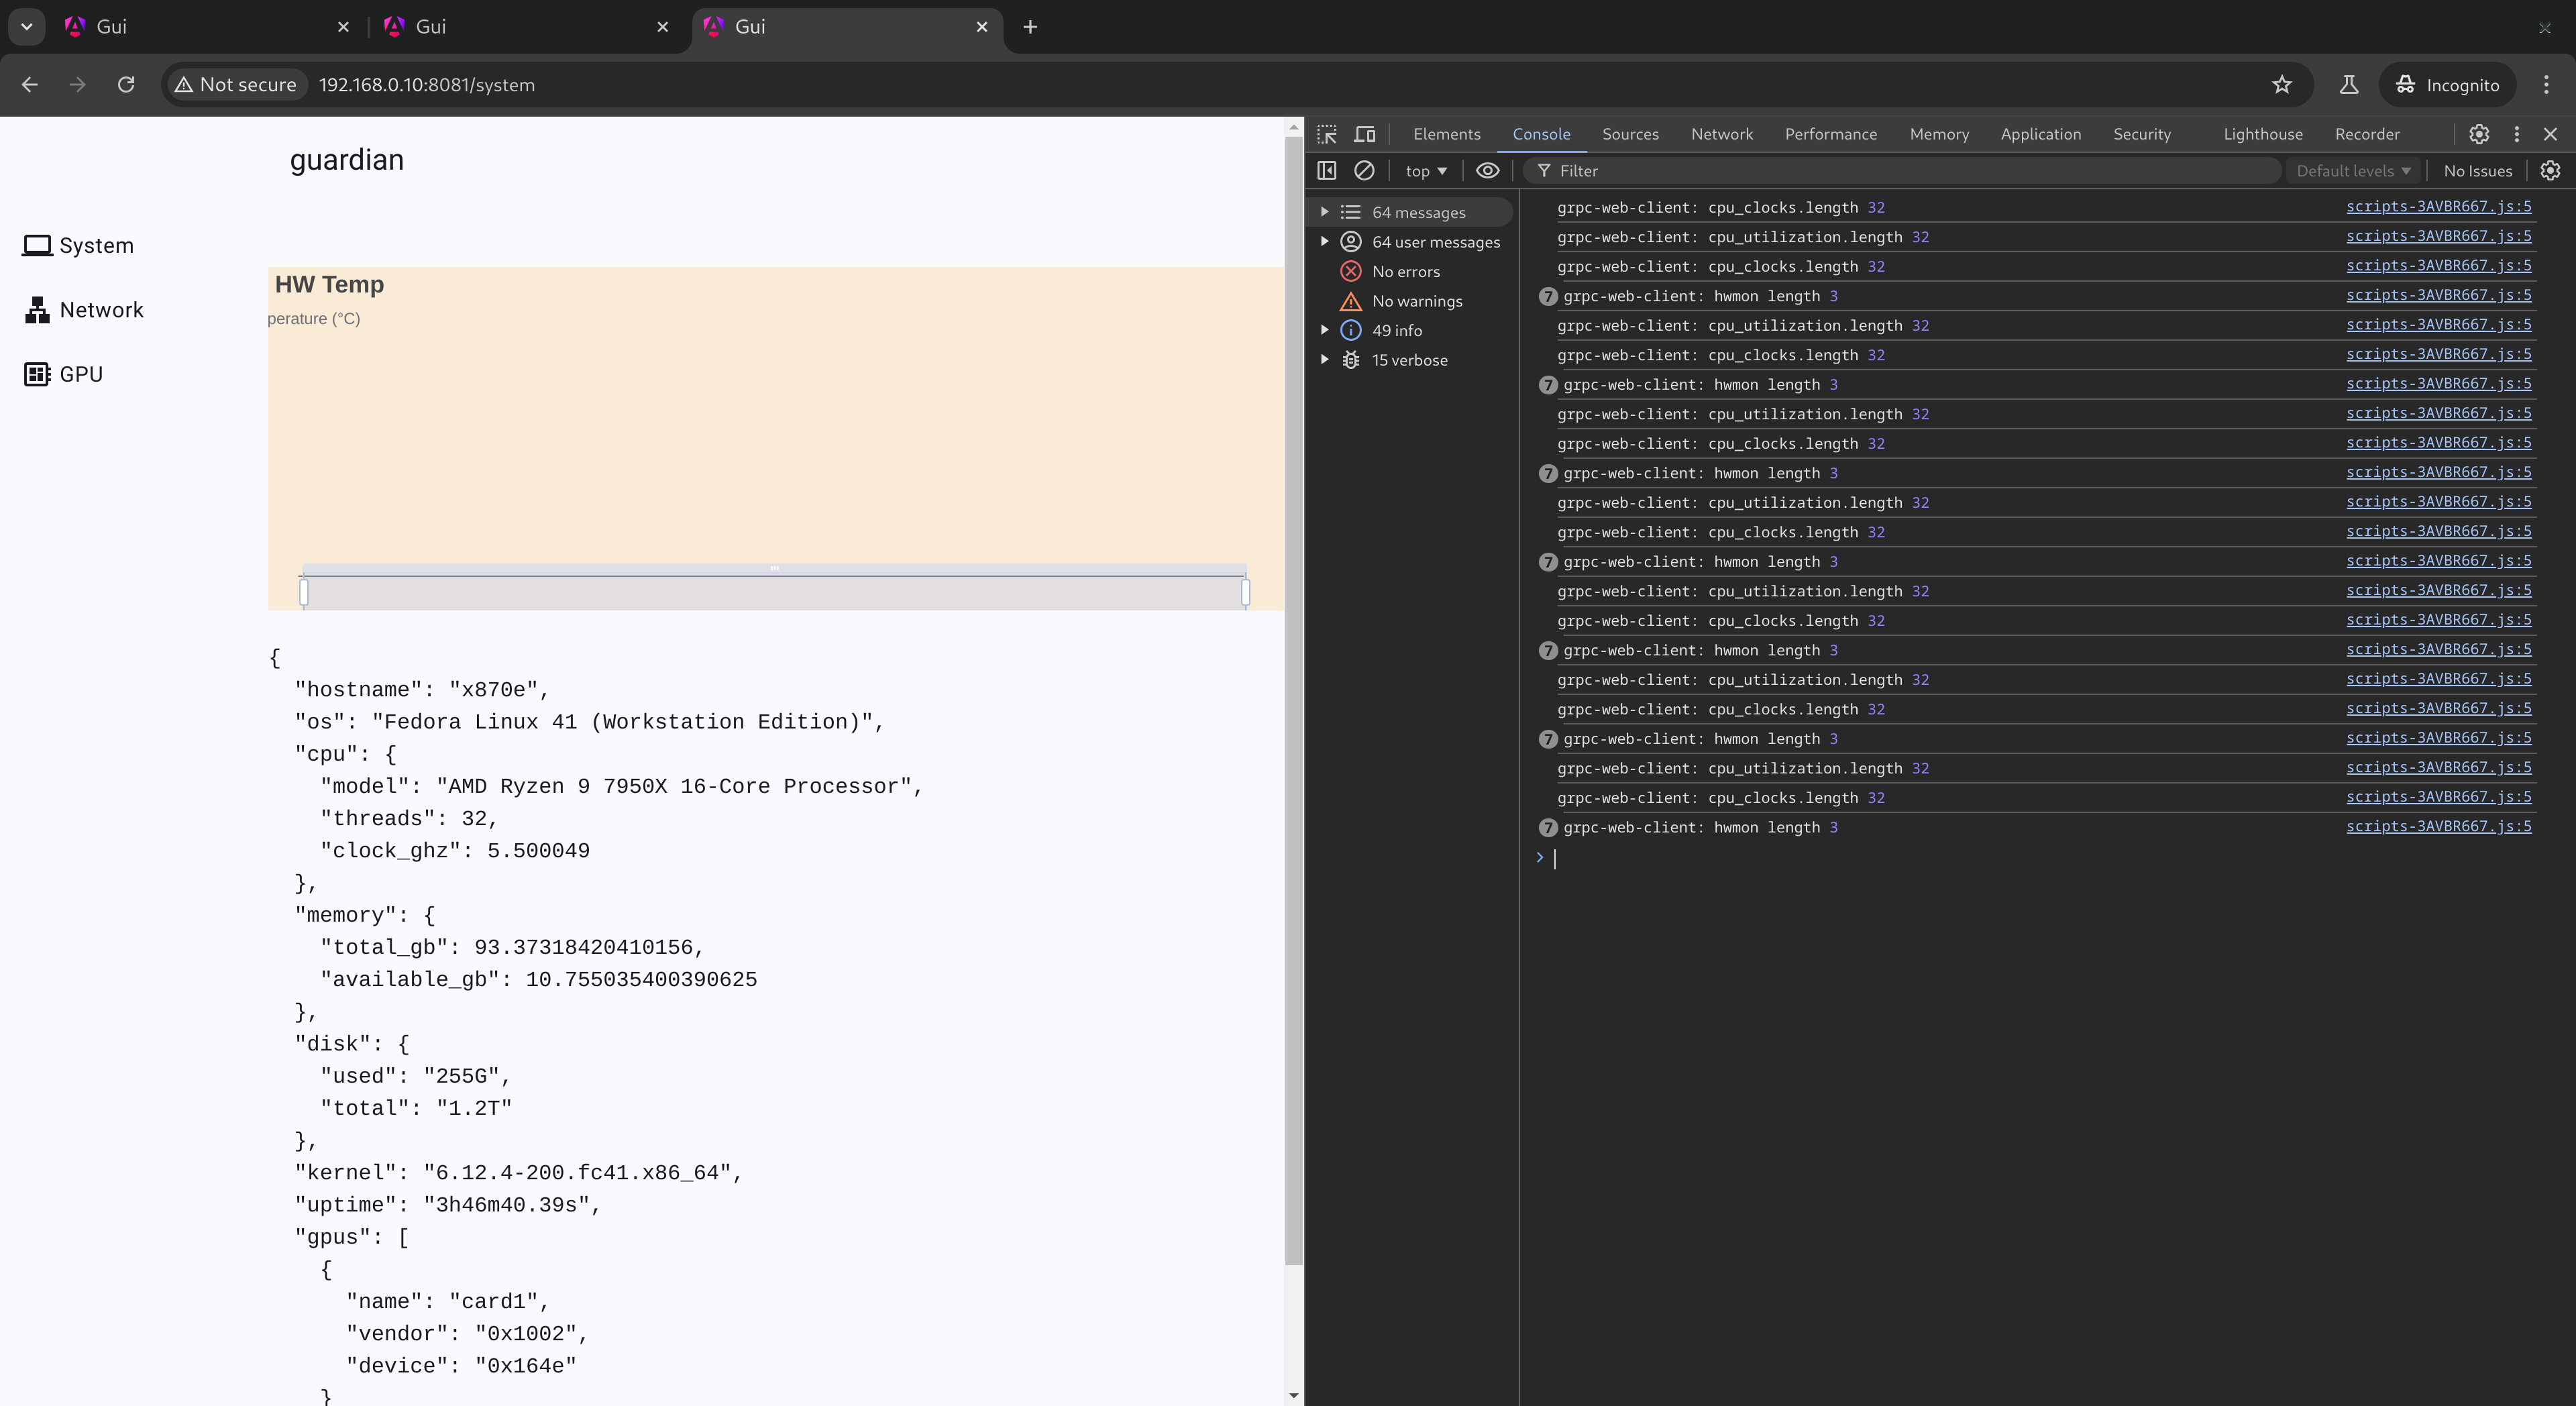 Gui
Gui
Gui
Not secure 192.168.0.10:8081/system
Incognito
guardian
System
Network
GPU
HW Temp
perature (°C)
{
"hostname": "x870e",
"os": "Fedora Linux 41 (Workstation Edition)",
"cpu": {
"model": "AMD Ryzen 9 7950X 16-Core Processor",
"threads": 32,
"clock_ghz": 5.500049
},
"memory": {
"total_gb": 93.37318420410156,
"available_gb": 10.755035400390625
},
"disk": {
"used": "255G",
"total": "1.2T"
},
"kernel": "6.12.4-200.fc41.x86_64",
"uptime": "3h46m40.39s",
"gpus": [
{
"name": "card1",
"vendor": "0x1002",
"device": "0x164e"
}
Elements Console Sources Network Performance Memory Application Security Lighthouse Recorder
top Filter Default levels No Issues
64 messages
64 user messages
No errors
No warnings
49 info
15 verbose
grpc-web-client: cpu_clocks.length 32 scripts-3AVBR667.js:5
grpc-web-client: cpu_utilization.length 32 scripts-3AVBR667.js:5
grpc-web-client: cpu_clocks.length 32 scripts-3AVBR667.js:5
7 grpc-web-client: hwmon length 3 scripts-3AVBR667.js:5
grpc-web-client: cpu_utilization.length 32 scripts-3AVBR667.js:5
grpc-web-client: cpu_clocks.length 32 scripts-3AVBR667.js:5
7 grpc-web-client: hwmon length 3 scripts-3AVBR667.js:5
grpc-web-client: cpu_utilization.length 32 scripts-3AVBR667.js:5
grpc-web-client: cpu_clocks.length 32 scripts-3AVBR667.js:5
7 grpc-web-client: hwmon length 3 scripts-3AVBR667.js:5
grpc-web-client: cpu_utilization.length 32 scripts-3AVBR667.js:5
grpc-web-client: cpu_clocks.length 32 scripts-3AVBR667.js:5
7 grpc-web-client: hwmon length 3 scripts-3AVBR667.js:5
grpc-web-client: cpu_utilization.length 32 scripts-3AVBR667.js:5
grpc-web-client: cpu_clocks.length 32 scripts-3AVBR667.js:5
7 grpc-web-client: hwmon length 3 scripts-3AVBR667.js:5
grpc-web-client: cpu_utilization.length 32 scripts-3AVBR667.js:5
grpc-web-client: cpu_clocks.length 32 scripts-3AVBR667.js:5
7 grpc-web-client: hwmon length 3 scripts-3AVBR667.js:5
grpc-web-client: cpu_utilization.length 32 scripts-3AVBR667.js:5
grpc-web-client: cpu_clocks.length 32 scripts-3AVBR667.js:5
7 grpc-web-client: hwmon length 3 scripts-3AVBR667.js:5